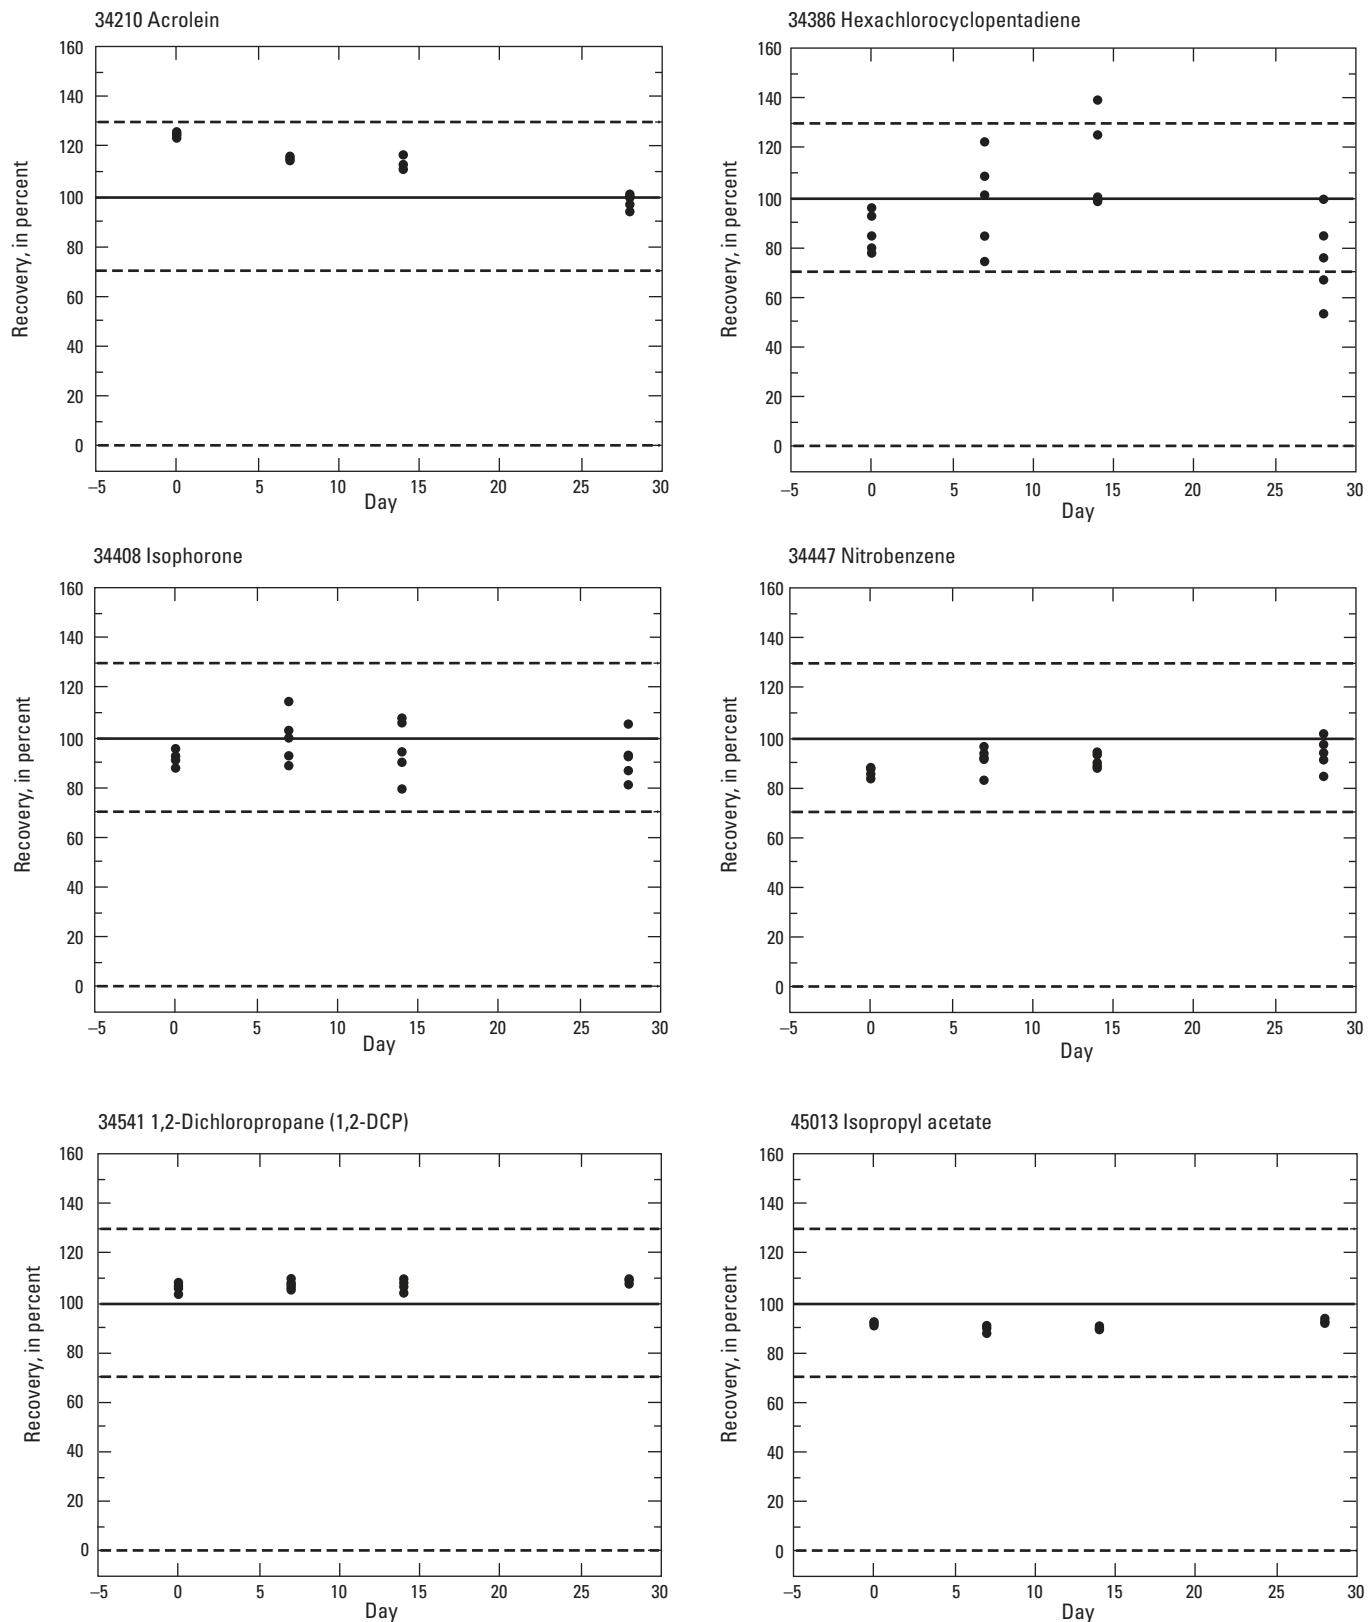 34210 Acrolein
160
140
120
100
80
60
40
20
0
Recovery, in percent
–5 0 5 10 15 20 25 30
Day
34386 Hexachlorocyclopentadiene
160
140
120
100
80
60
40
20
0
Recovery, in percent
–5 0 5 10 15 20 25 30
Day
34408 Isophorone
160
140
120
100
80
60
40
20
0
Recovery, in percent
–5 0 5 10 15 20 25 30
Day
34447 Nitrobenzene
160
140
120
100
80
60
40
20
0
Recovery, in percent
–5 0 5 10 15 20 25 30
Day
34541 1,2-Dichloropropane (1,2-DCP)
160
140
120
100
80
60
40
20
0
Recovery, in percent
–5 0 5 10 15 20 25 30
Day
45013 Isopropyl acetate
160
140
120
100
80
60
40
20
0
Recovery, in percent
–5 0 5 10 15 20 25 30
Day